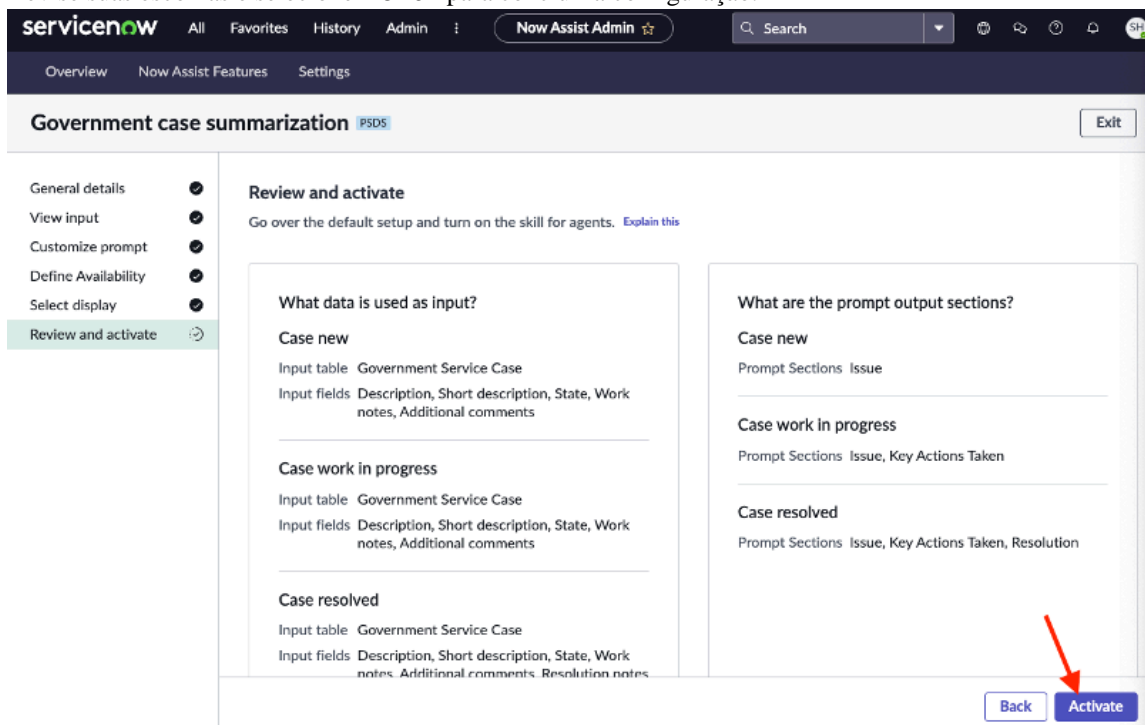 servicenow All Favorites History Admin Now Assist Admin Search SH
Overview Now Assist Features Settings
Government case summarization PSDS Exit
General details
View input
Customize prompt
Define Availability
Select display
Review and activate
Review and activate
Go over the default setup and turn on the skill for agents. Explain this
What data is used as input?
Case new
Input table Government Service Case
Input fields Description, Short description, State, Work
notes, Additional comments
Case work in progress
Input table Government Service Case
Input fields Description, Short description, State, Work
notes, Additional comments
Case resolved
Input table Government Service Case
Input fields Description, Short description, State, Work
notes, Additional comments, Resolution notes
What are the prompt output sections?
Case new
Prompt Sections Issue
Case work in progress
Prompt Sections Issue, Key Actions Taken
Case resolved
Prompt Sections Issue, Key Actions Taken, Resolution
Back Activate